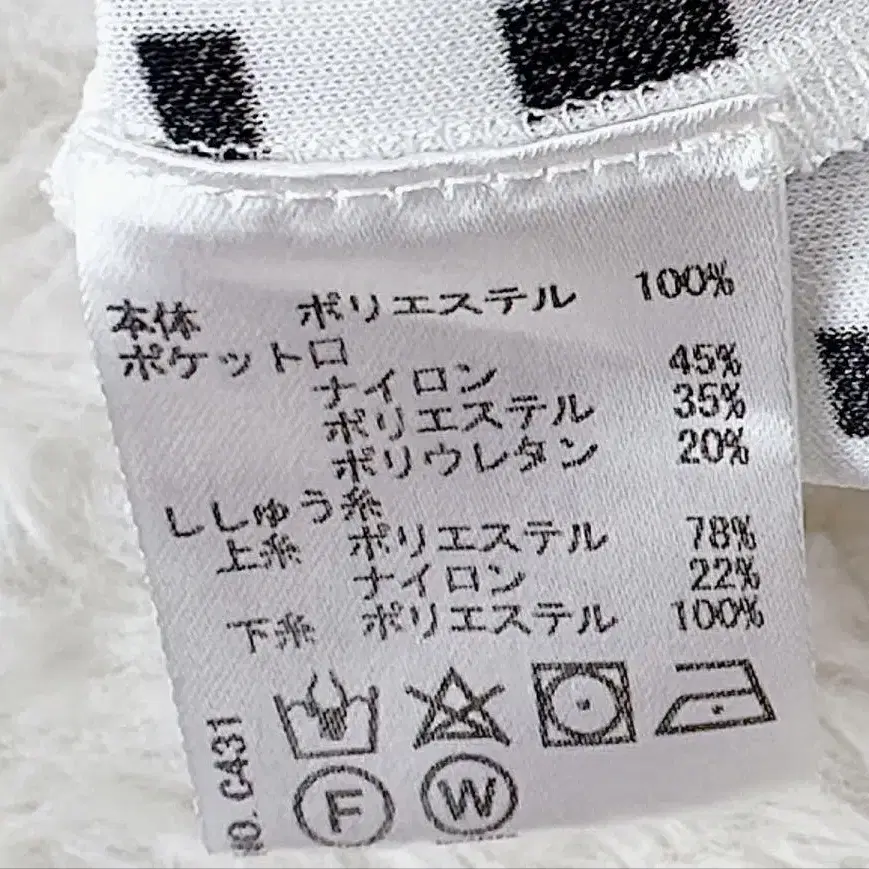 本体 ポリエステル 100%
ポケット口
ナイロン 45%
ポリエステル 35%
ポリウレタン 20%
ししゅう糸
上糸 ポリエステル 78%
ナイロン 22%
下糸 ポリエステル 100%
F W
NO. C431